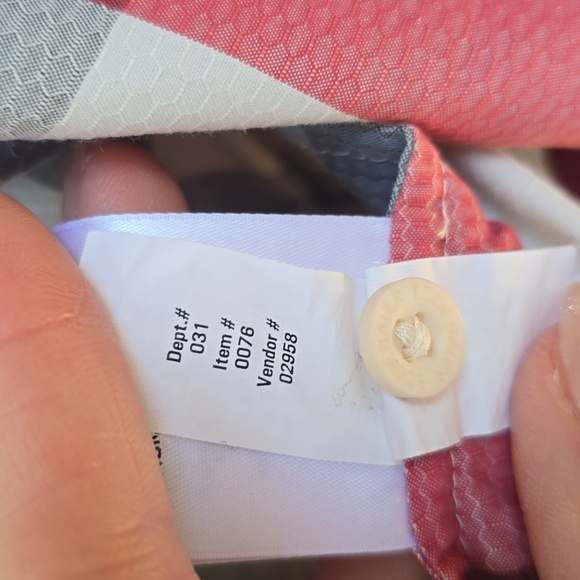 Dept.#
031
Item #
0076
Vendor #
02958